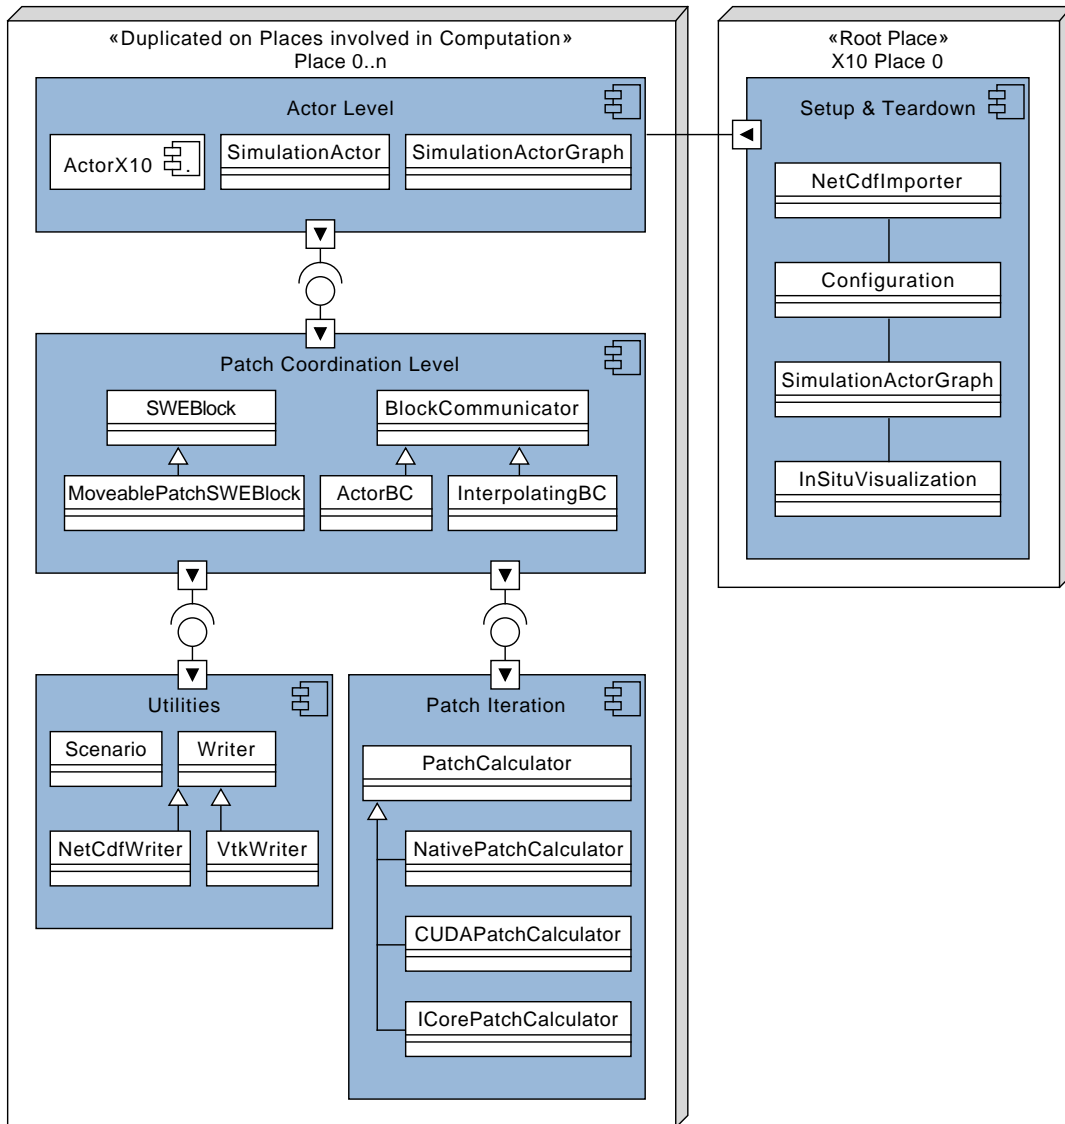 «Duplicated on Places involved in Computation»
Place 0..n
Actor Level
ActorX10
.
SimulationActor
SimulationActorGraph
Patch Coordination Level
SWEBlock
BlockCommunicator
MoveablePatchSWEBlock
ActorBC
InterpolatingBC
Utilities
Scenario
Writer
NetCdfWriter
VtkWriter
Patch Iteration
PatchCalculator
NativePatchCalculator
CUDAPatchCalculator
ICorePatchCalculator
«Root Place»
X10 Place 0
Setup & Teardown
NetCdfImporter
Configuration
SimulationActorGraph
InSituVisualization